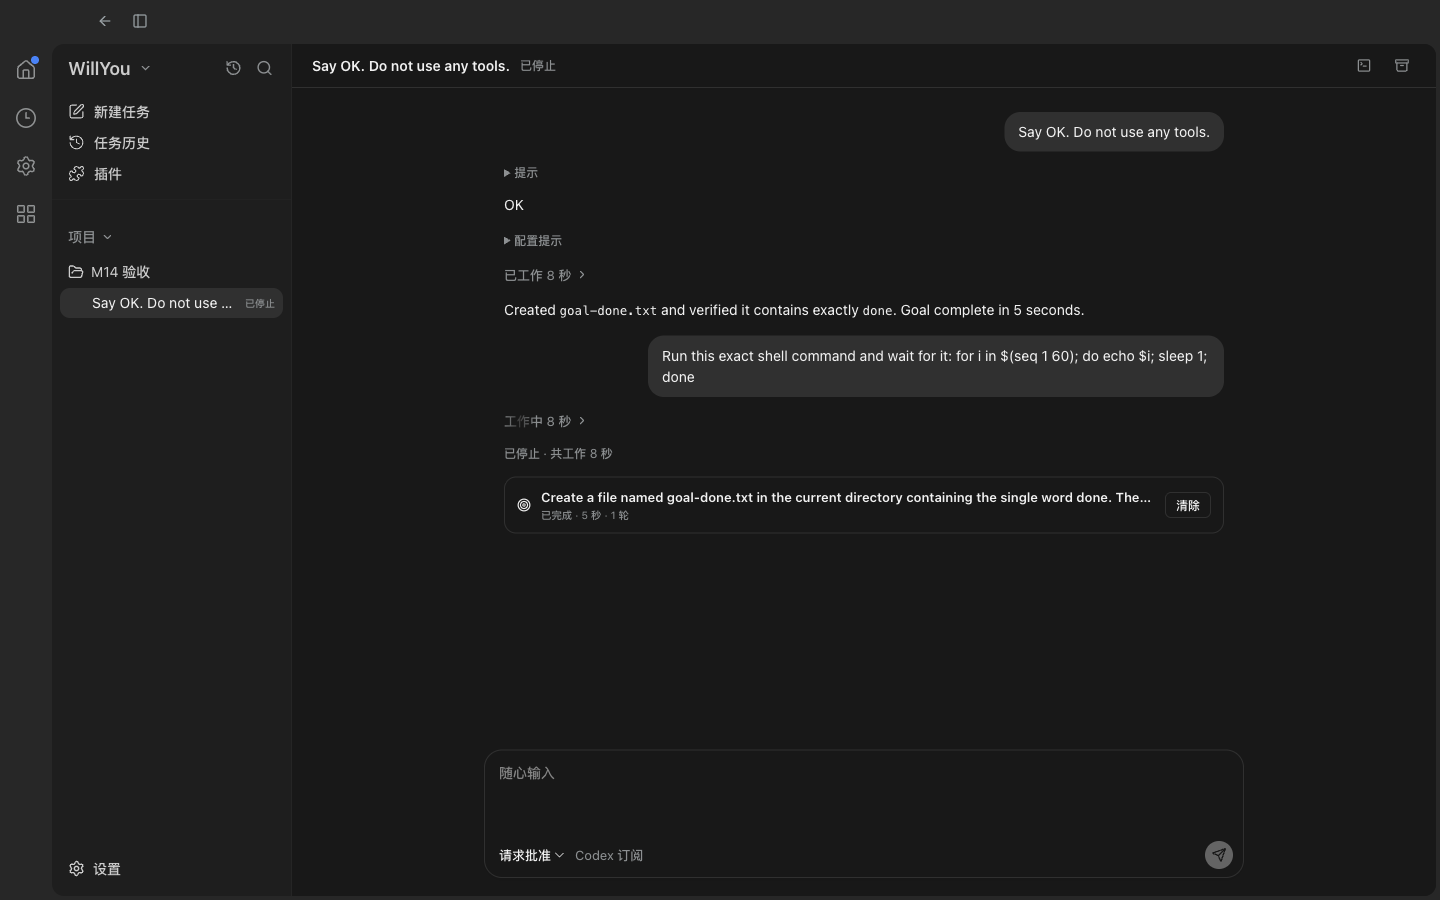 WillYou
新建任务
任务历史
插件
项目
M14 验收
Say OK. Do not use ... 已停止
设置
Say OK. Do not use any tools. 已停止
Say OK. Do not use any tools.
提示
OK
配置提示
已工作 8 秒
Created goal-done.txt and verified it contains exactly done. Goal complete in 5 seconds.
Run this exact shell command and wait for it: for i in $(seq 1 60); do echo $i; sleep 1;
done
工作中 8 秒
已停止 · 共工作 8 秒
Create a file named goal-done.txt in the current directory containing the single word done. The...
已完成 · 5 秒 · 1 轮
清除
随心输入
请求批准 Codex 订阅